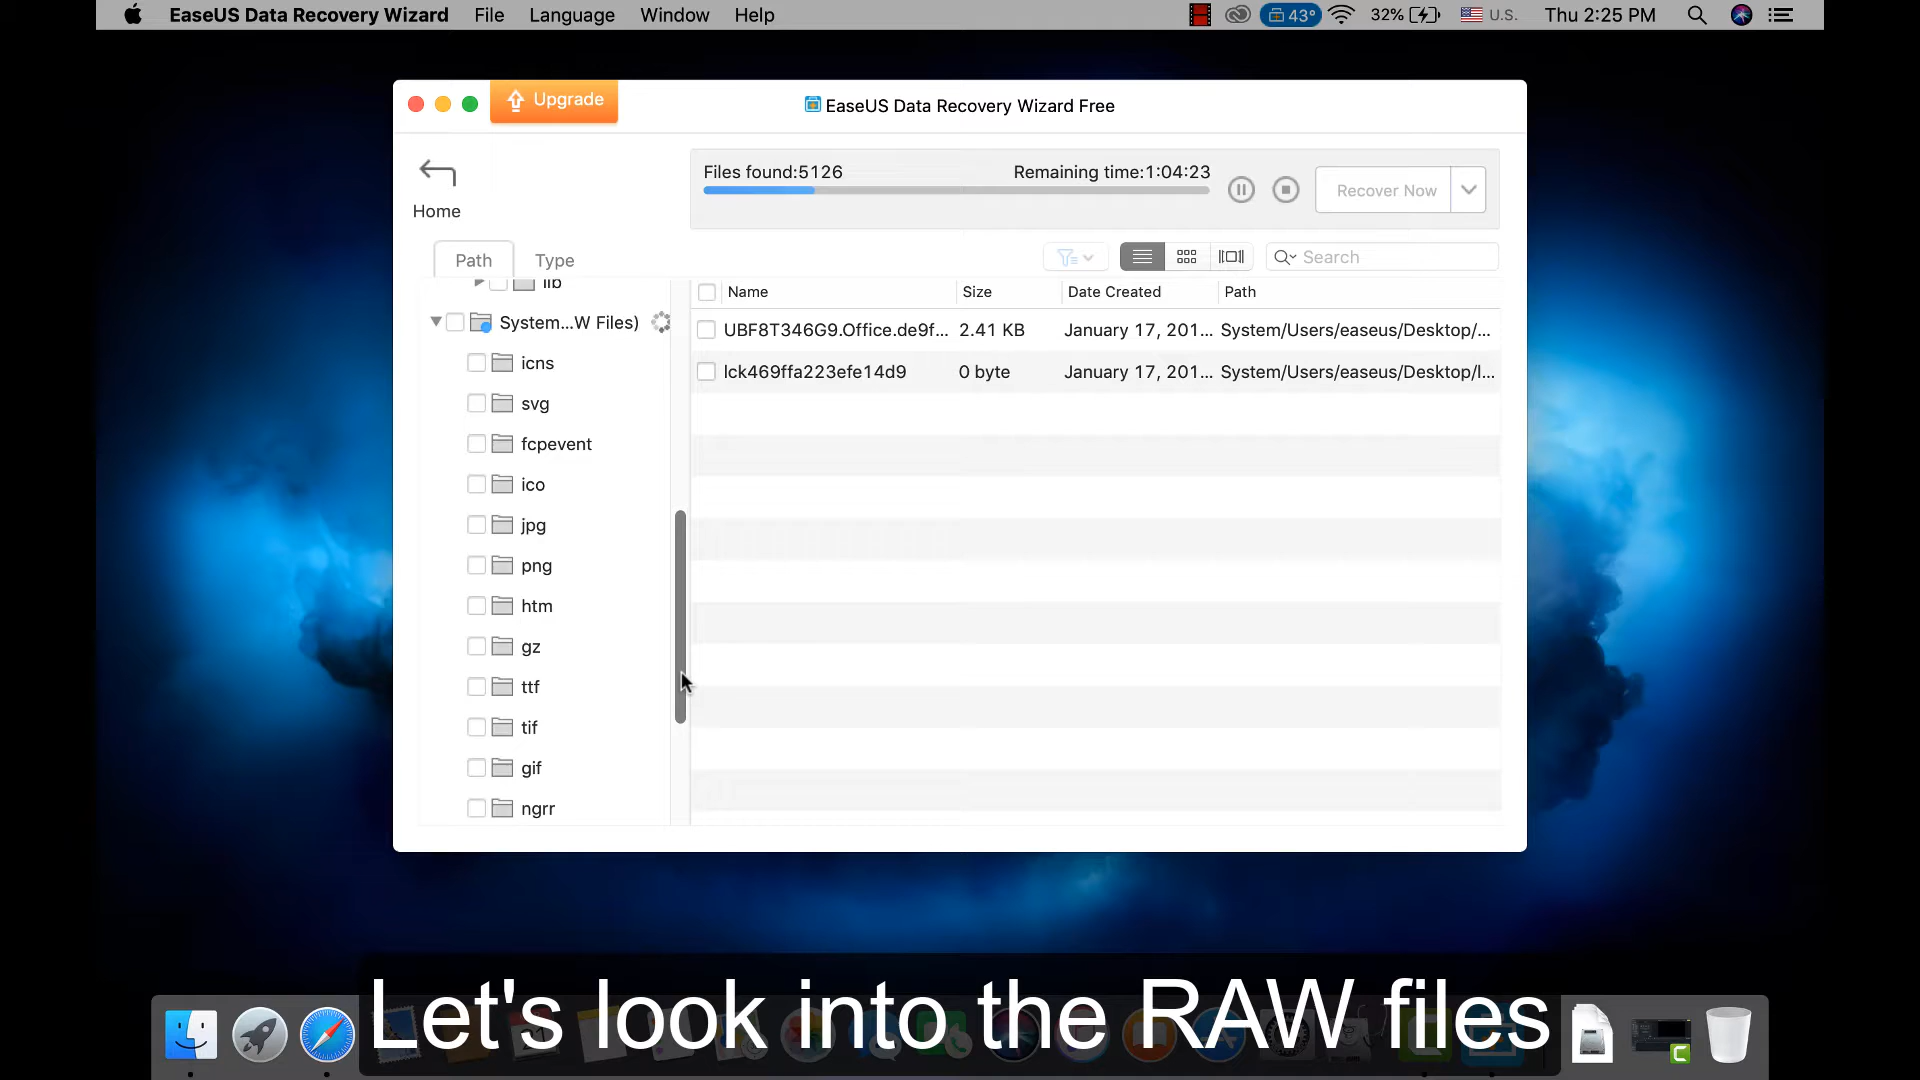 EaseUS Data Recovery Wizard File Language Window Help 43° 32% U.S. Thu 2:25 PM
Upgrade
EaseUS Data Recovery Wizard Free
Files found:5126 Remaining time:1:04:23
Recover Now
Home
Path Type
Search
Name Size Date Created Path
lib
System...W Files)
UBF8T346G9.Office.de9f... 2.41 KB January 17, 201... System/Users/easeus/Desktop/...
lck469ffa223efe14d9 0 byte January 17, 201... System/Users/easeus/Desktop/l...
icns
svg
fcpevent
ico
jpg
png
htm
gz
ttf
tif
gif
ngrr
Let's look into the RAW files